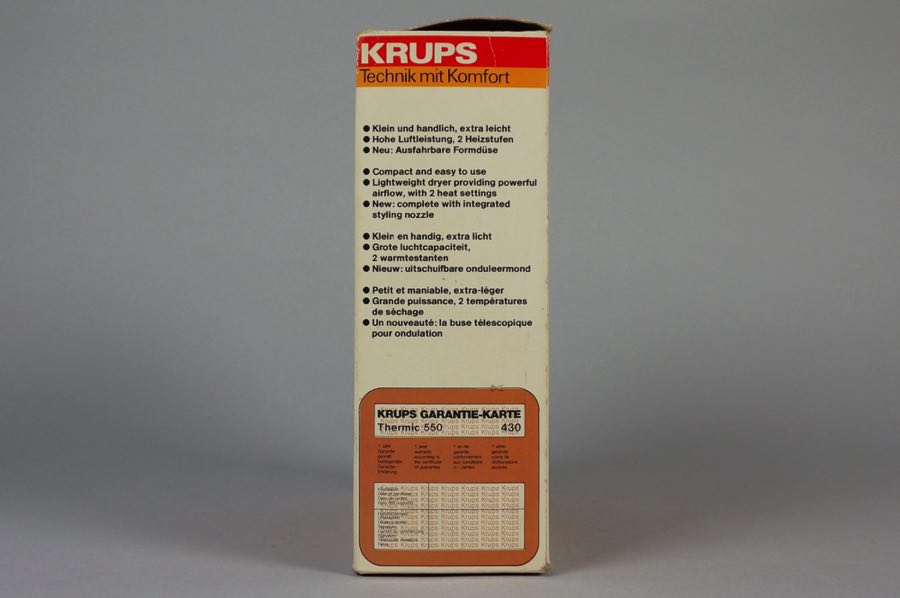 KRUPS
Technik mit Komfort
● Klein und handlich, extra leicht
● Hohe Luftleistung, 2 Heizstufen
● Neu: Ausfahrbare Formdüse
● Compact and easy to use
● Lightweight dryer providing powerful
airflow, with 2 heat settings
● New: complete with integrated
styling nozzle
● Klein en handig, extra licht
● Grote luchtcapaciteit,
2 warmtestanten
● Nieuw: uitschuifbare onduleermond
● Petit et maniable, extra-léger
● Grande puissance, 2 températures
de séchage
● Un nouveauté: la buse télescopique
pour ondulation
KRUPS GARANTIE-KARTE
Thermic 550 430